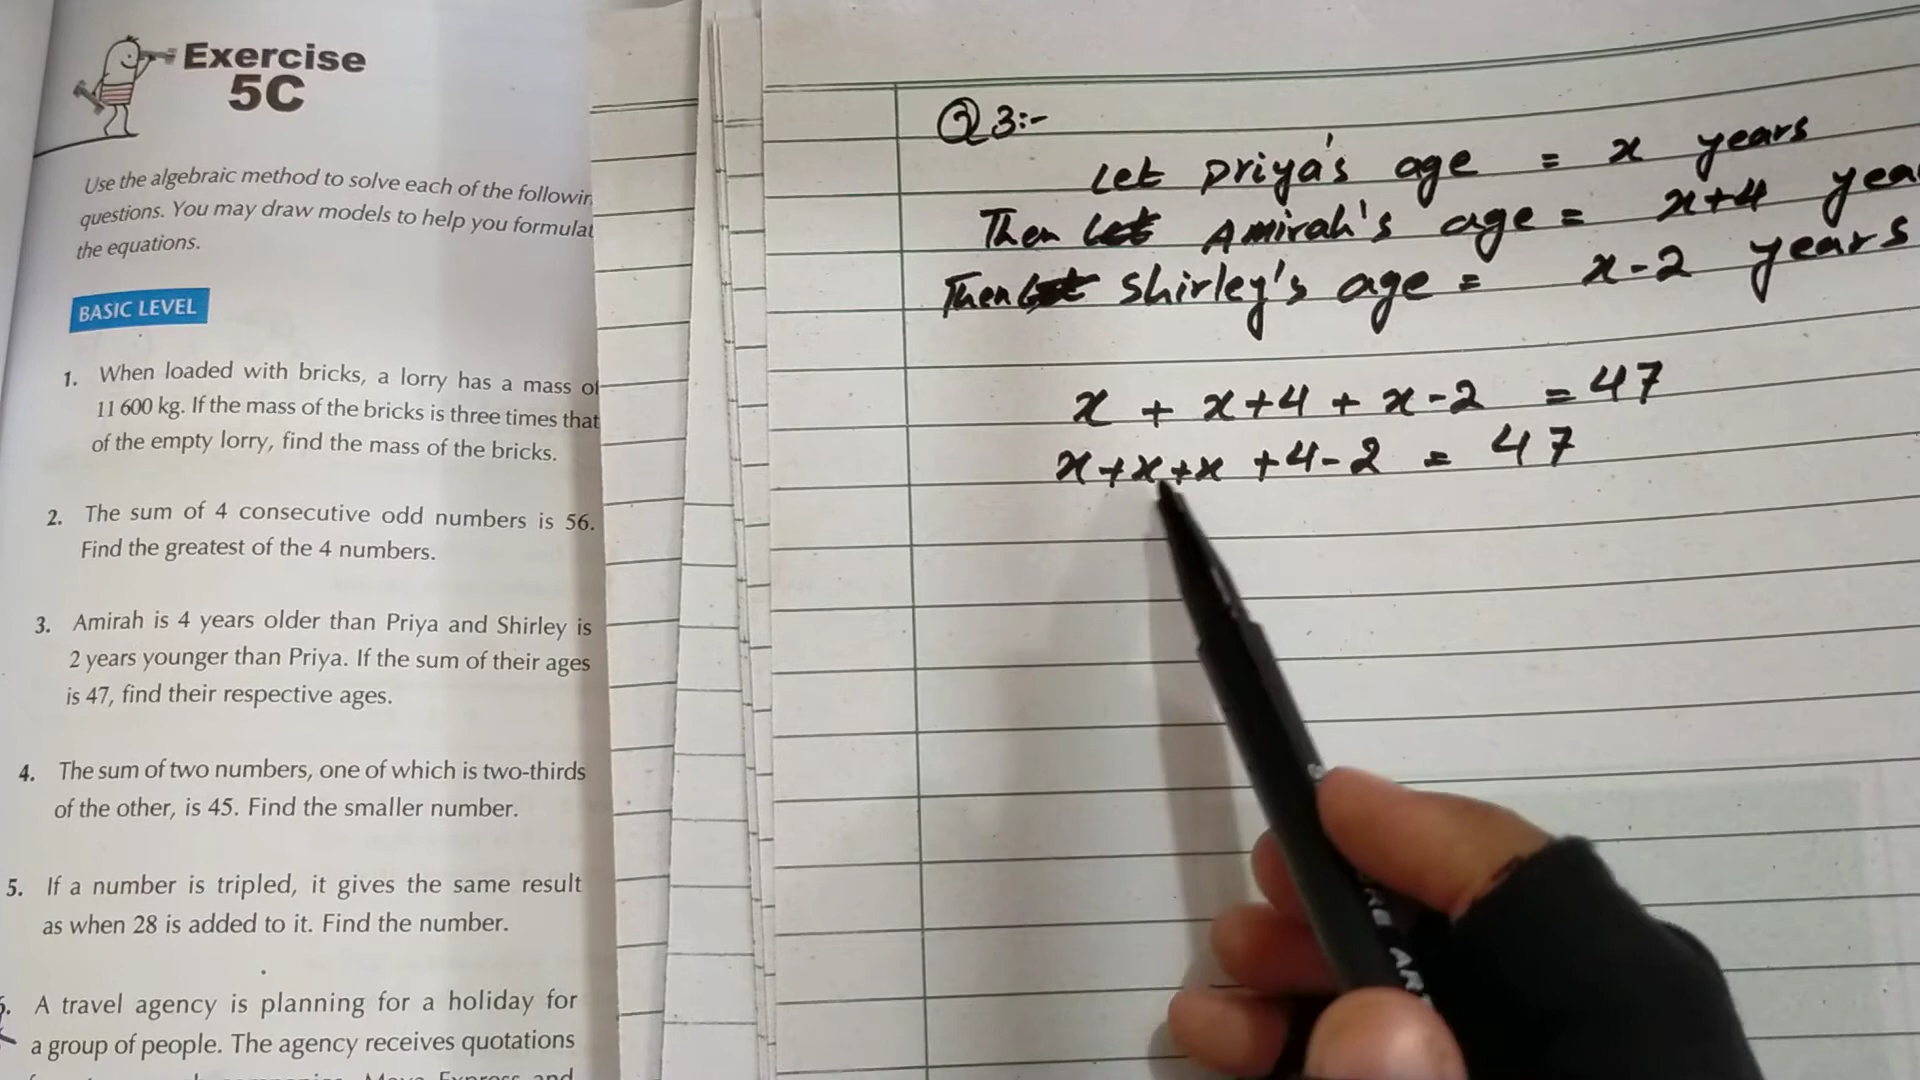 Exercise
5C
Use the algebraic method to solve each of the
questions. You may draw models to help you
the equations.
BASIC LEVEL
1. When loaded with bricks, a lorry has a mass of
11 600 kg. If the mass of the bricks is three times that
of the empty lorry, find the mass of the bricks.
2. The sum of 4 consecutive odd numbers is 56.
Find the greatest of the 4 numbers.
3. Amirah is 4 years older than Priya and Shirley is
2 years younger than Priya. If the sum of their ages
is 47, find their respective ages.
4. The sum of two numbers, one of which is two-thirds
of the other, is 45. Find the smaller number.
5. If a number is tripled, it gives the same result
as when 28 is added to it. Find the number.
A travel agency is planning for a holiday for
a group of people. The agency receives quotations
Q 3:-
Let Priya's age = x years
Then Amirah's age = x+4
Then Shirley's age = x-2 years
x + x+4 + x-2 = 47
x+x+x +4-2 = 47